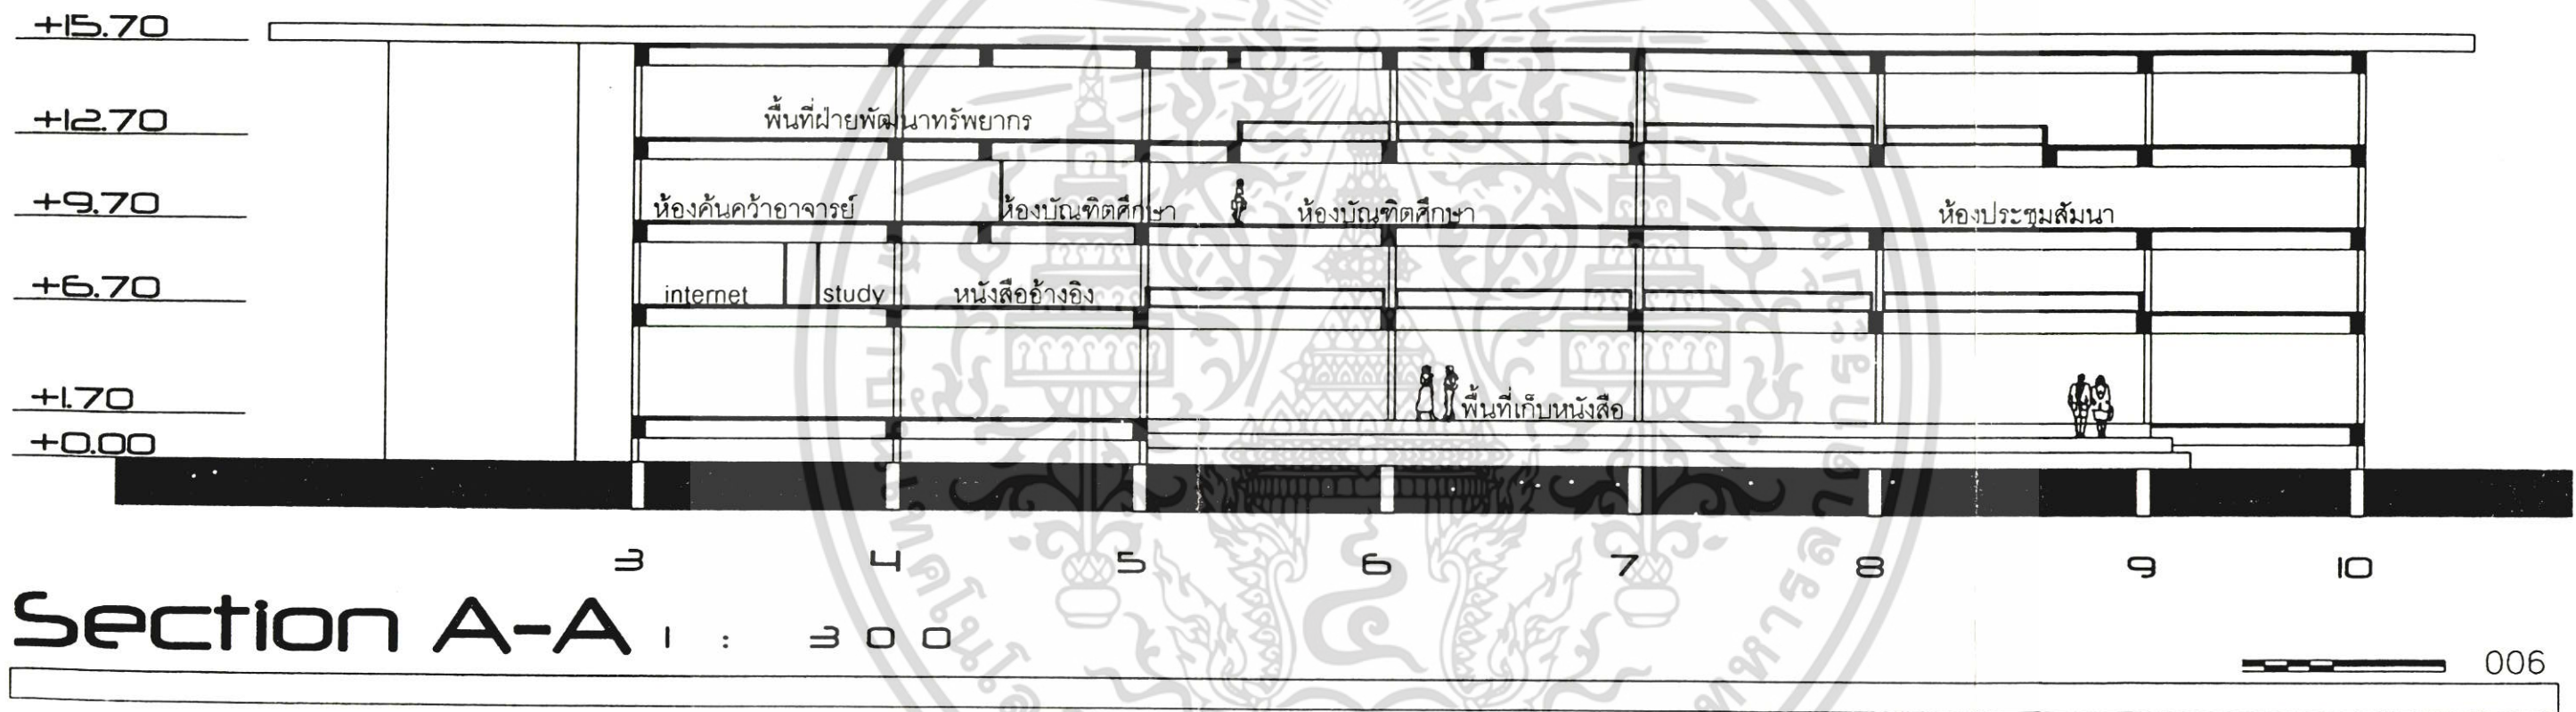 +15.70
+12.70
พื้นที่ฝ่ายพัฒนาทรัพยากร
+9.70
ห้องค้นคว้าอาจารย์ ห้องบัณฑิตศึกษา ห้องบัณฑิตศึกษา ห้องประชุมสัมนา
+6.70
internet study หนังสืออ้างอิง
+1.70
พื้นที่เก็บหนังสือ
+0.00
3 4 5 6 7 8 9 10
Section A-A 1 : 300
006